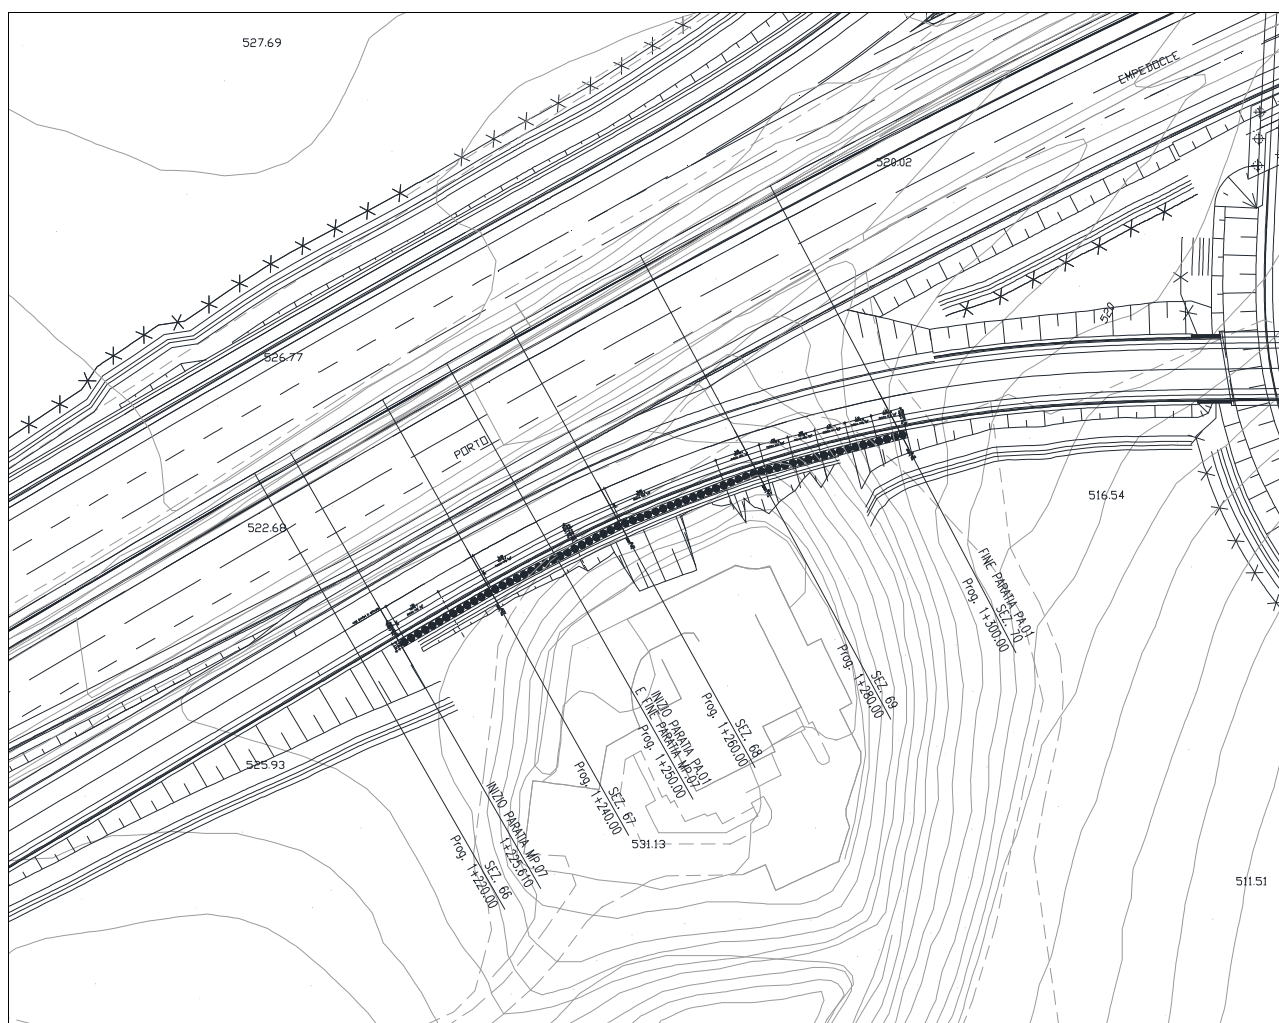 527.69
EMPEDOCLE
520.02
520
526.77
PORTO
516.54
522.68
FINE PARATIA PA.01
SEZ. 70
Prog. 1+300.00
SEZ. 69
Prog. 1+280.00
SEZ. 68
Prog. 1+260.00
INIZIO PARATIA PA.01
E FINE PARATIA MP.07
Prog. 1+250.00
525.93
SEZ. 67
Prog. 1+240.00
531.13
INIZIO PARATIA MP.07
1+225.610
SEZ. 66
Prog. 1+220.00
511.51